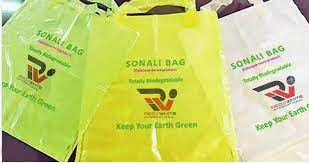 SONALI BAG
Totally Biodegradable
Keep Your Earth Green
SONALI BAG
Totally Biodegradable
Keep Your Earth Green
SONALI BAG
Totally
Keep Your Earth Green